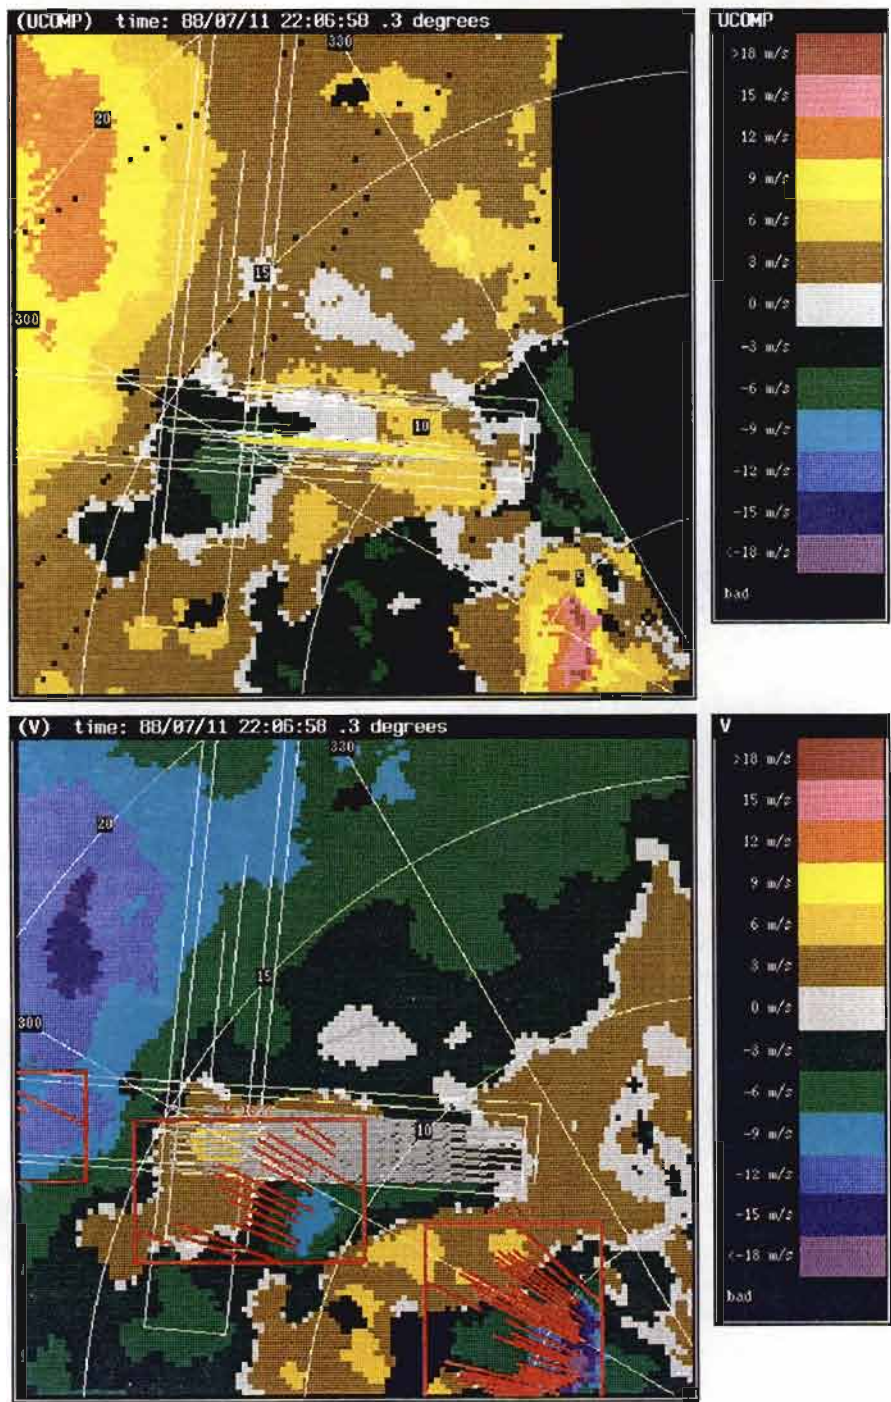 (UCOMP) time: 88/07/11 22:06:58 .3 degrees
330
20
15
300
10
5
UCOMP
>18 m/s
15 m/s
12 m/s
9 m/s
6 m/s
3 m/s
0 m/s
-3 m/s
-6 m/s
-9 m/s
-12 m/s
-15 m/s
<-18 m/s
bad
(V) time: 88/07/11 22:06:58 .3 degrees
330
20
15
300
10
V
>18 m/s
15 m/s
12 m/s
9 m/s
6 m/s
3 m/s
0 m/s
-3 m/s
-6 m/s
-9 m/s
-12 m/s
-15 m/s
<-18 m/s
bad